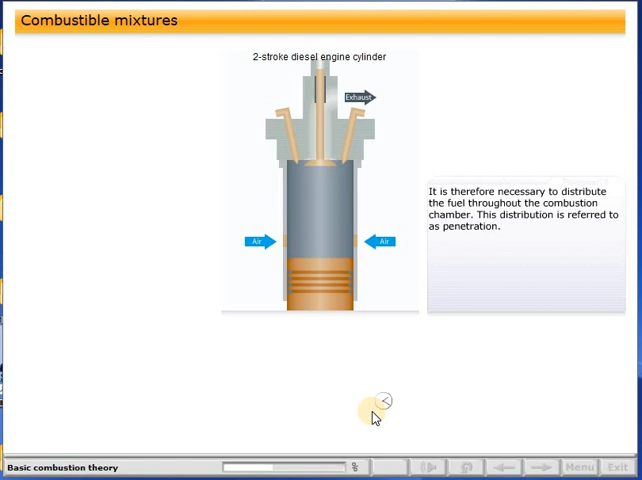 Combustible mixtures
2-stroke diesel engine cylinder
Exhaust
Air
Air
It is therefore necessary to distribute
the fuel throughout the combustion
chamber. This distribution is referred to
as penetration.
Basic combustion theory
Menu
Exit